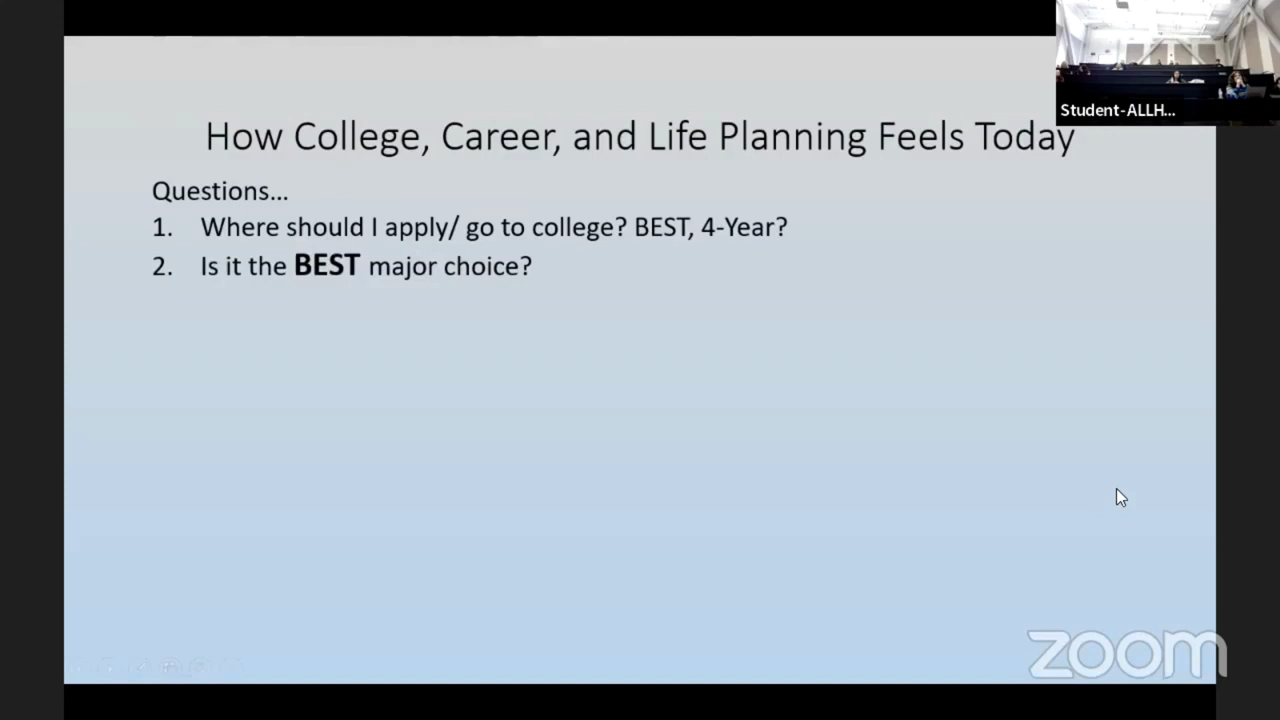 Student-ALLH...
How College, Career, and Life Planning Feels Today
Questions...
1. Where should I apply/ go to college? BEST, 4-Year?
2. Is it the BEST major choice?
zoom